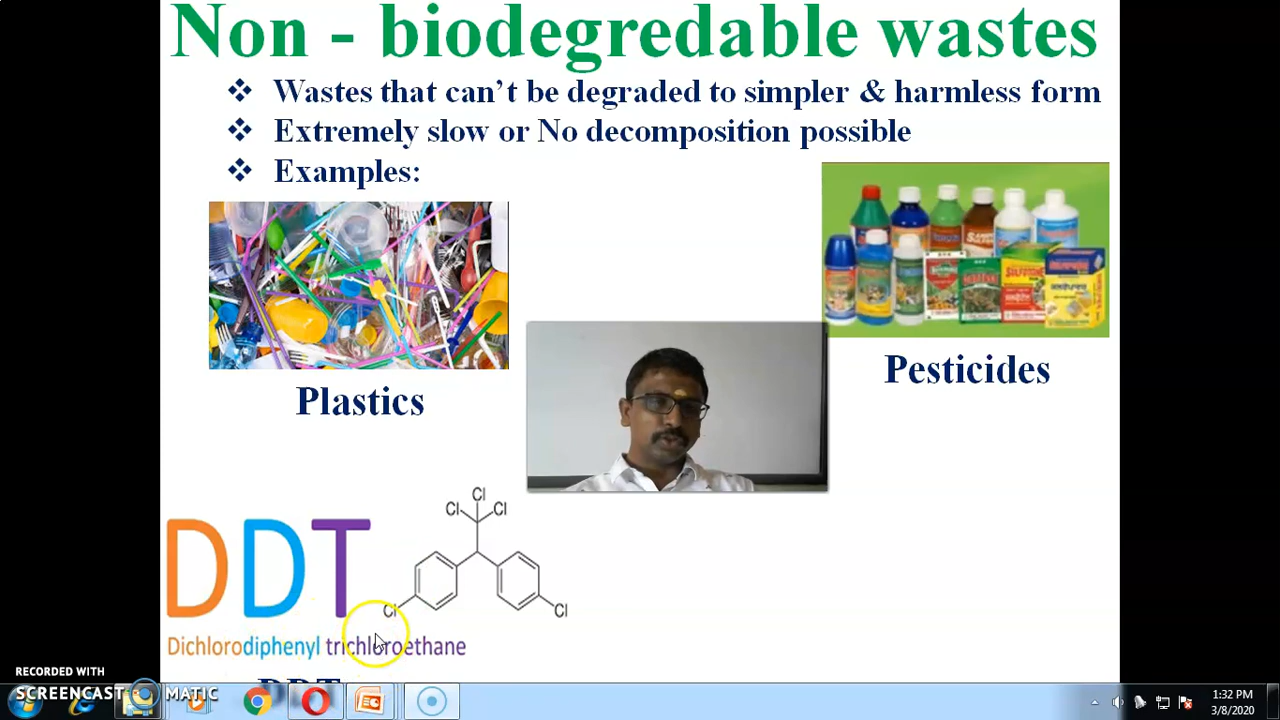 Non - biodegredable wastes
❖ Wastes that can't be degraded to simpler & harmless form
❖ Extremely slow or No decomposition possible
❖ Examples:
Plastics
Pesticides
DDT
Cl
Cl Cl
Cl Cl
Dichlorodiphenyl trichloroethane
DDT
RECORDED WITH
SCREENCAST MATIC
1:32 PM
3/8/2020